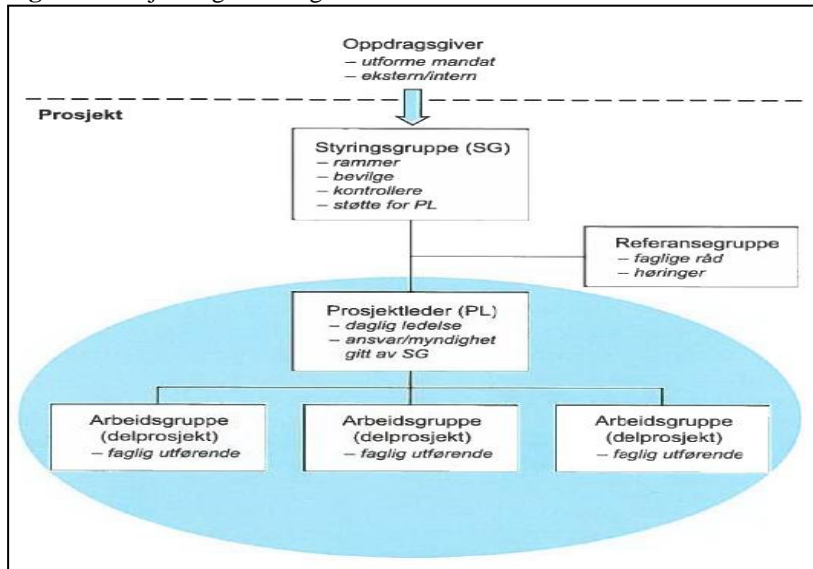 Oppdragsgiver
– utforme mandat
– ekstern/intern
Prosjekt
Styringsgruppe (SG)
– rammer
– bevilge
– kontrollere
– støtte for PL
Referansegruppe
– faglige råd
– høringer
Prosjektleder (PL)
– daglig ledelse
– ansvar/myndighet
gitt av SG
Arbeidsgruppe
(delprosjekt)
– faglig utførende
Arbeidsgruppe
(delprosjekt)
– faglig utførende
Arbeidsgruppe
(delprosjekt)
– faglig utførende